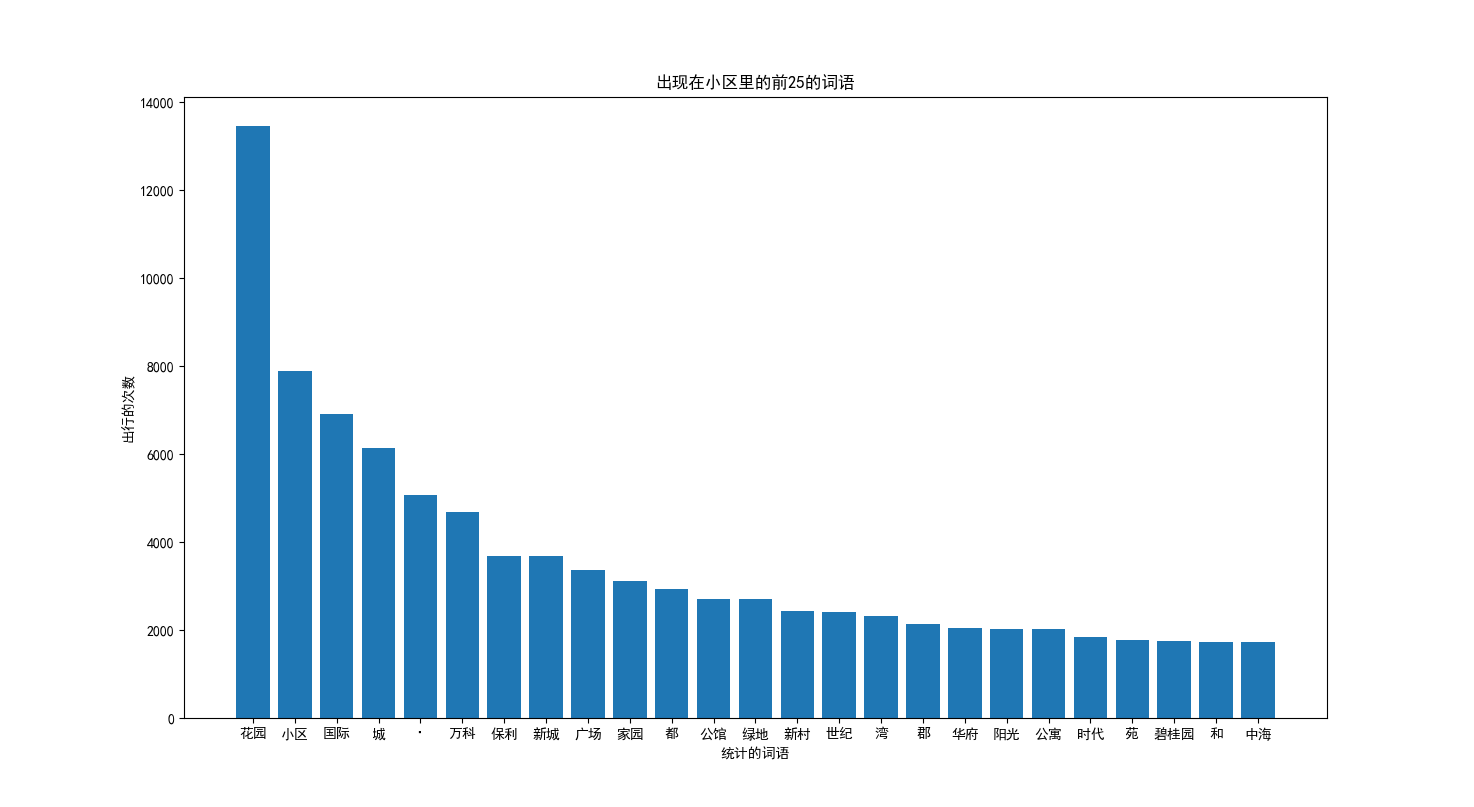 出现在小区里的前25的词语
14000
12000
10000
8000
6000
4000
2000
0
出行的次数
花园 小区 国际 城 · 万科 保利 新城 广场 家园 都 公馆 绿地 新村 世纪 湾 郡 华府 阳光 公寓 时代 苑 碧桂园 和 中海
统计的词语